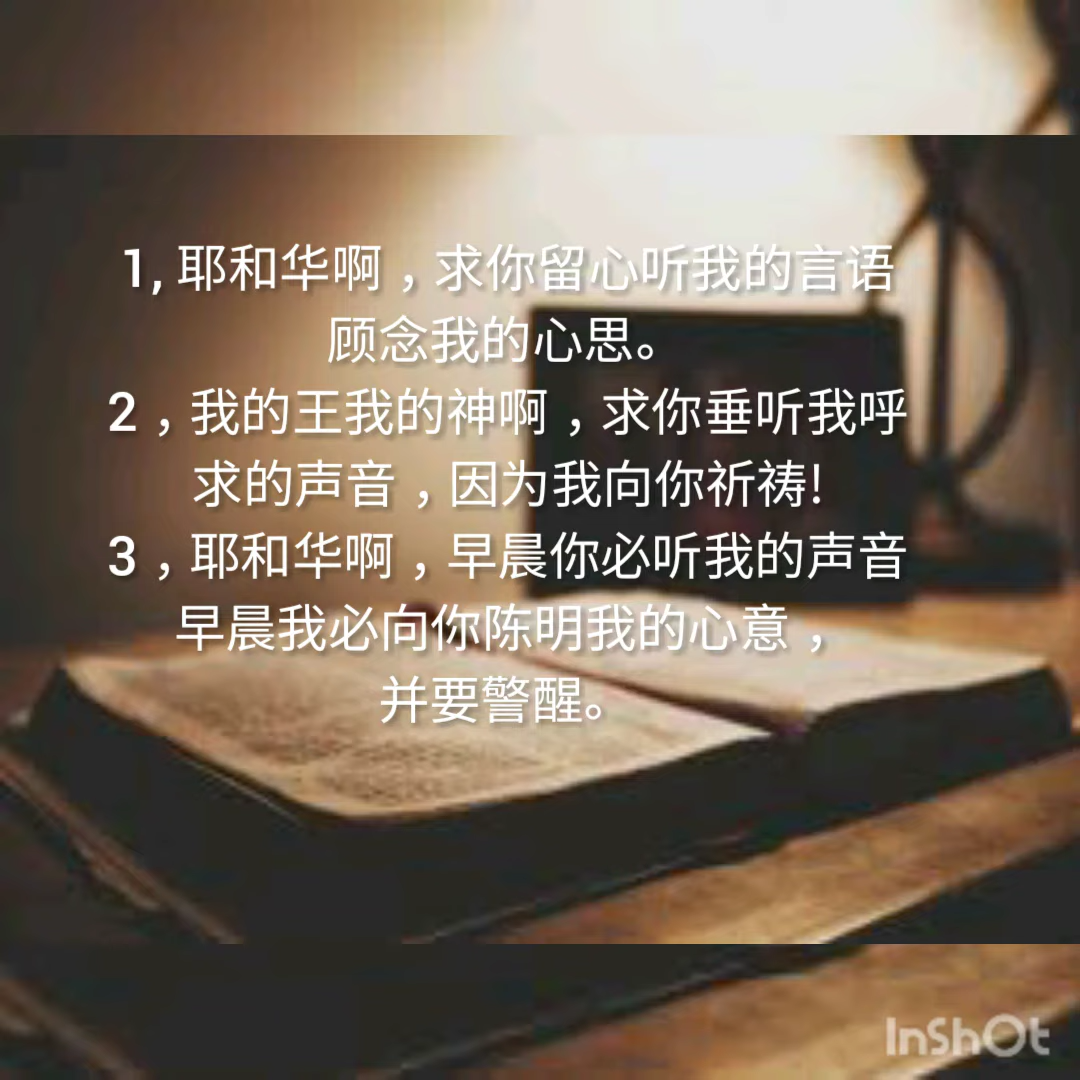 1, 耶和华啊，求你留心听我的言语
顾念我的心思。
2，我的王我的神啊，求你垂听我呼
求的声音，因为我向你祈祷!
3，耶和华啊，早晨你必听我的声音
早晨我必向你陈明我的心意，
并要警醒。
InShOt